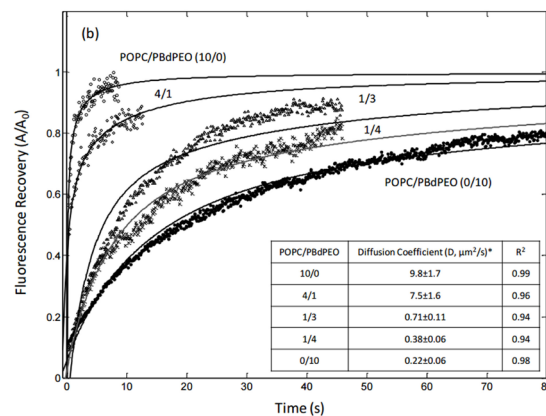 (b)
POPC/PBdPEO (10/0)
4/1
1/3
1/4
POPC/PBdPEO (0/10)
Fluorescence Recovery (A/A0)
1.2
1
0.8
0.6
0.4
0.2
0
POPC/PBdPEO Diffusion Coefficient (D, μm²/s)* R²
10/0 9.8±1.7 0.99
4/1 7.5±1.6 0.96
1/3 0.71±0.11 0.94
1/4 0.38±0.06 0.94
0/10 0.22±0.06 0.98
0 10 20 30 40 50 60 70 80
Time (s)